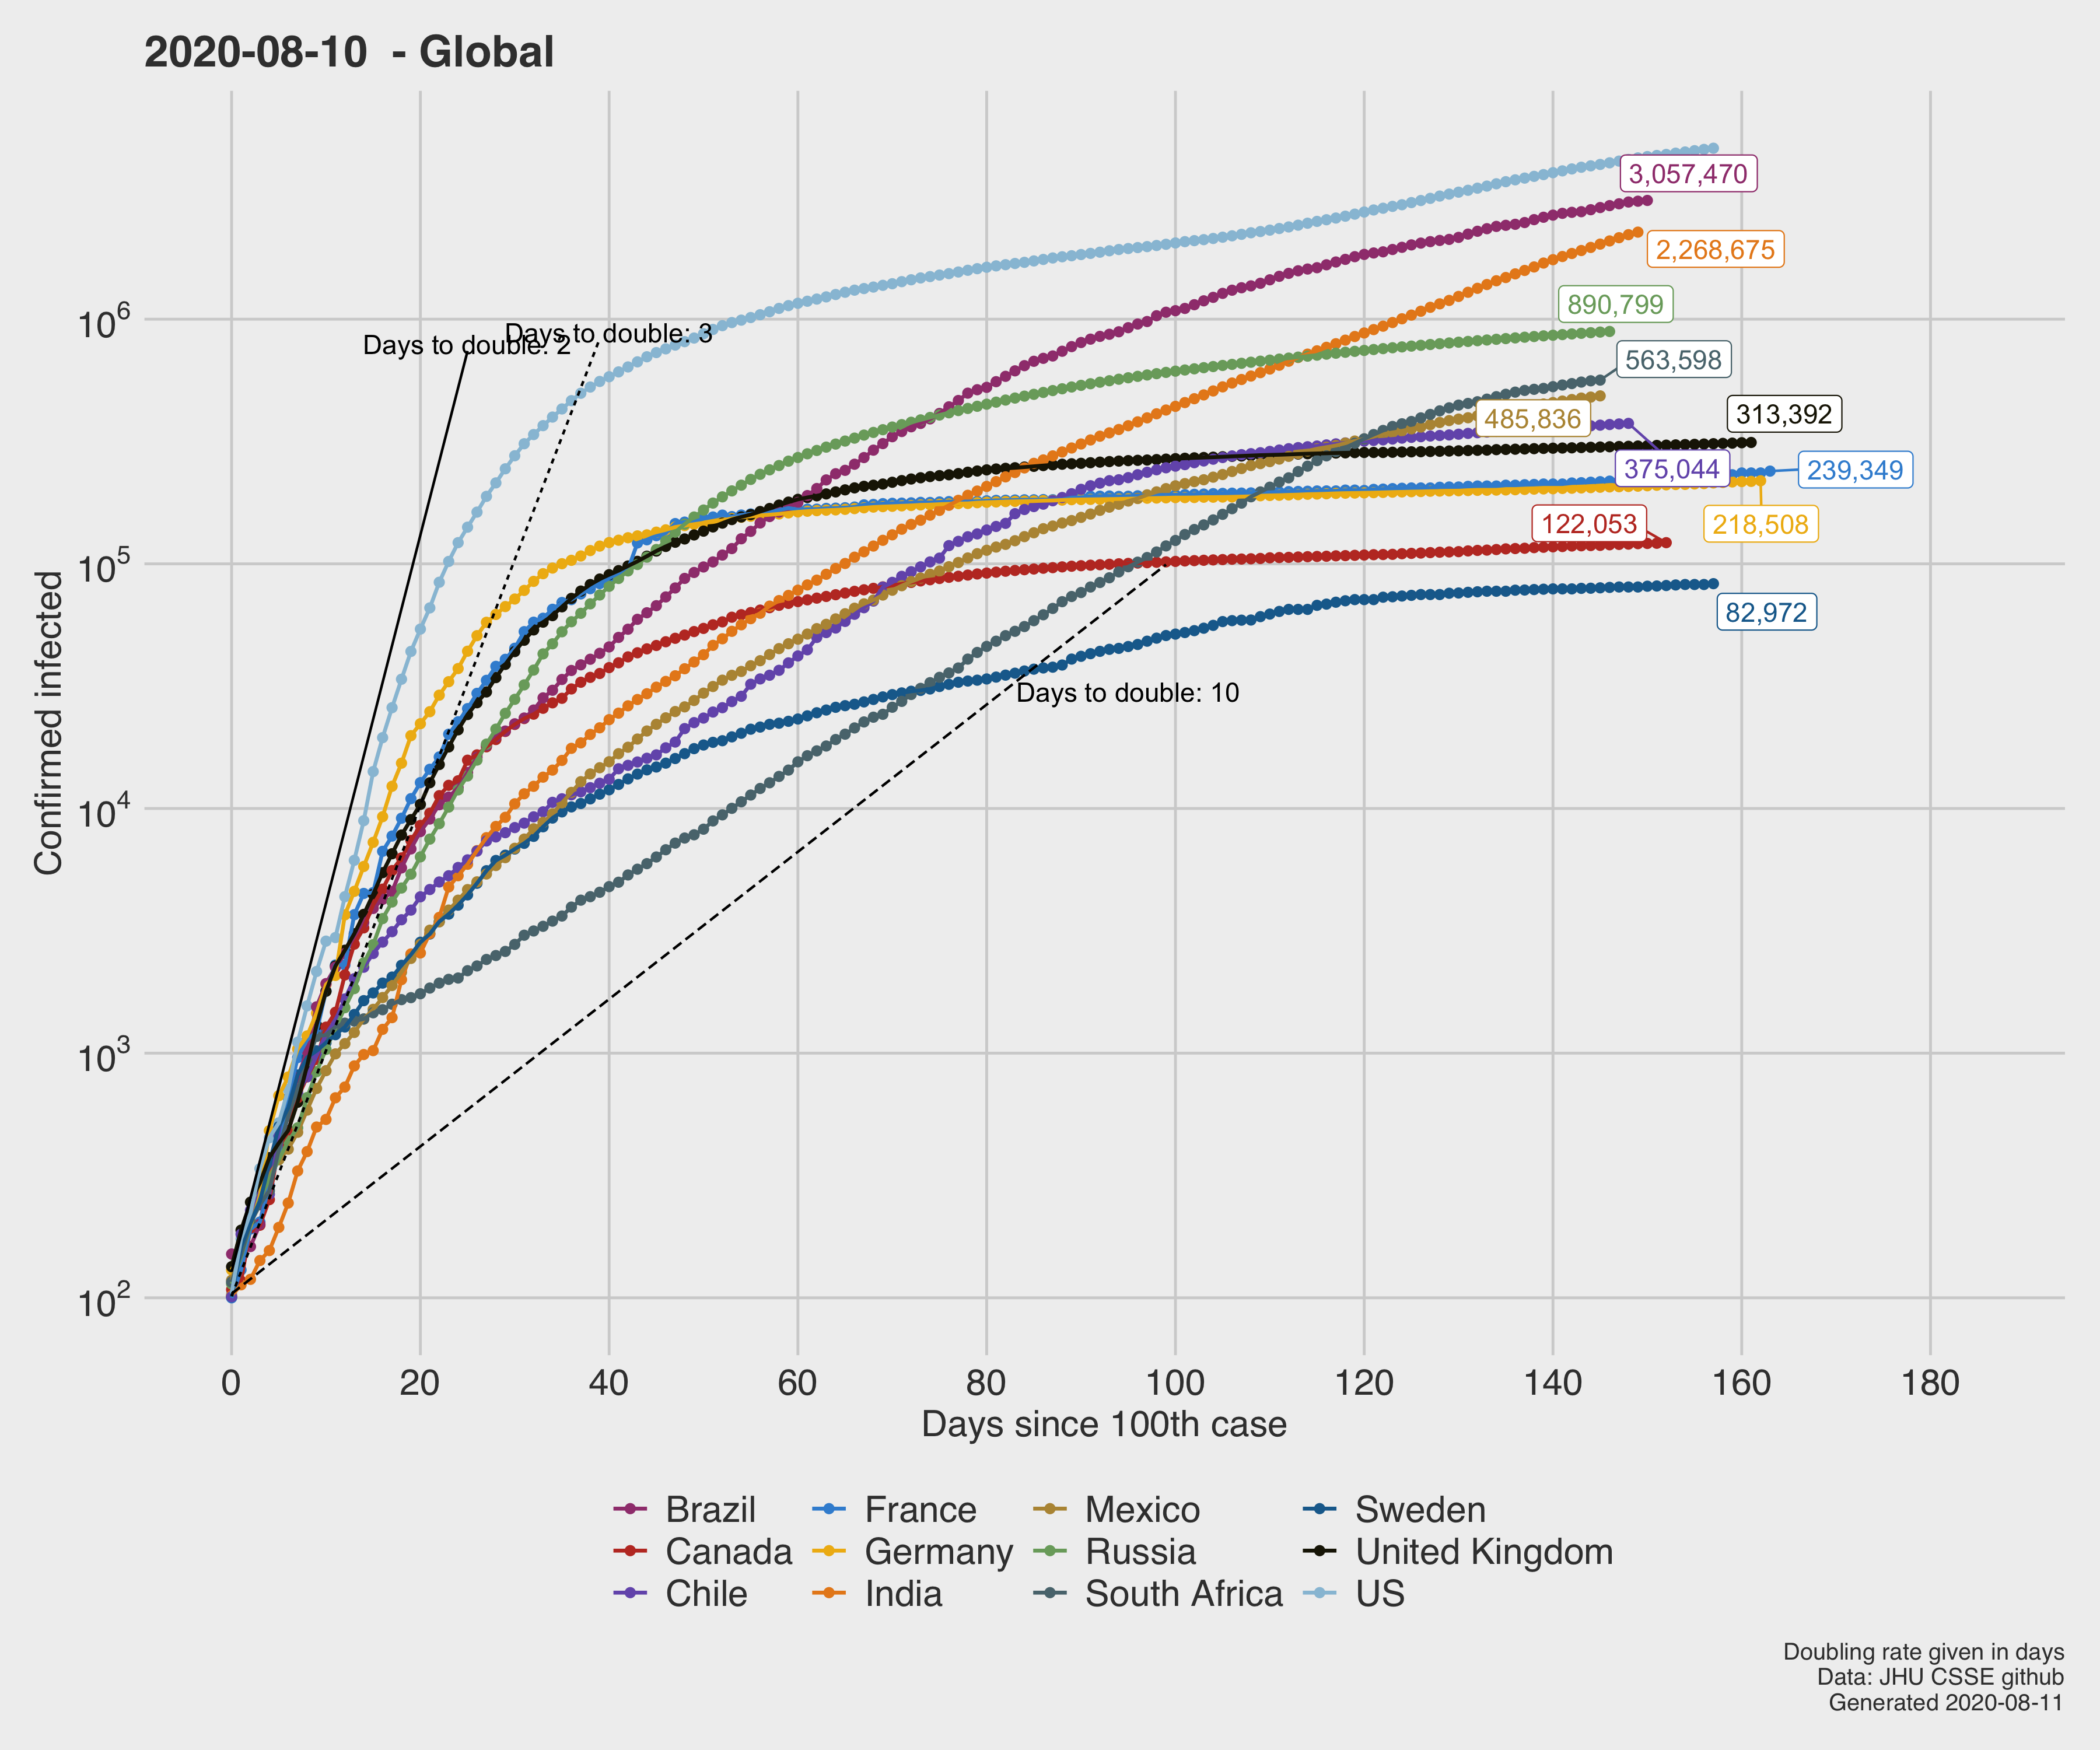 2020-08-10 - Global
3,057,470
2,268,675
890,799
563,598
485,836
313,392
375,044
239,349
122,053
218,508
82,972
Days to double: 2
Days to double: 3
Days to double: 10
10^6
10^5
10^4
10^3
10^2
Confirmed infected
0 20 40 60 80 100 120 140 160 180
Days since 100th case
Brazil France Mexico Sweden
Canada Germany Russia United Kingdom
Chile India South Africa US
Doubling rate given in days
Data: JHU CSSE github
Generated 2020-08-11